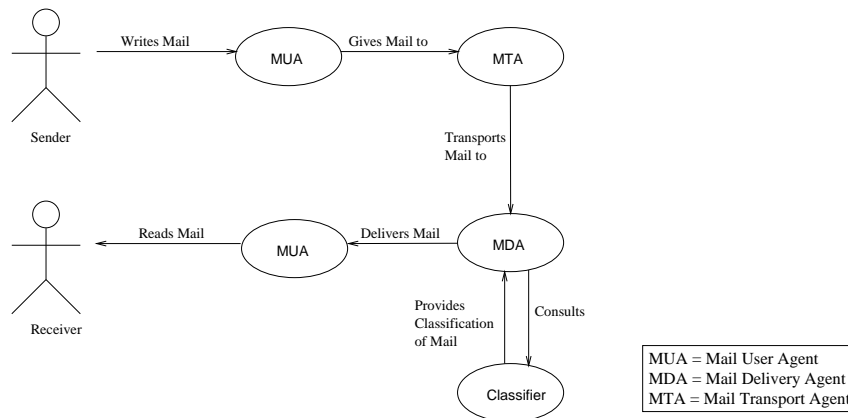 Writes Mail
MUA
Gives Mail to
MTA
Sender
Transports
Mail to
Reads Mail
MUA
Delivers Mail
MDA
Receiver
Provides
Classification
of Mail
Consults
Classifier
MUA = Mail User Agent
MDA = Mail Delivery Agent
MTA = Mail Transport Agent